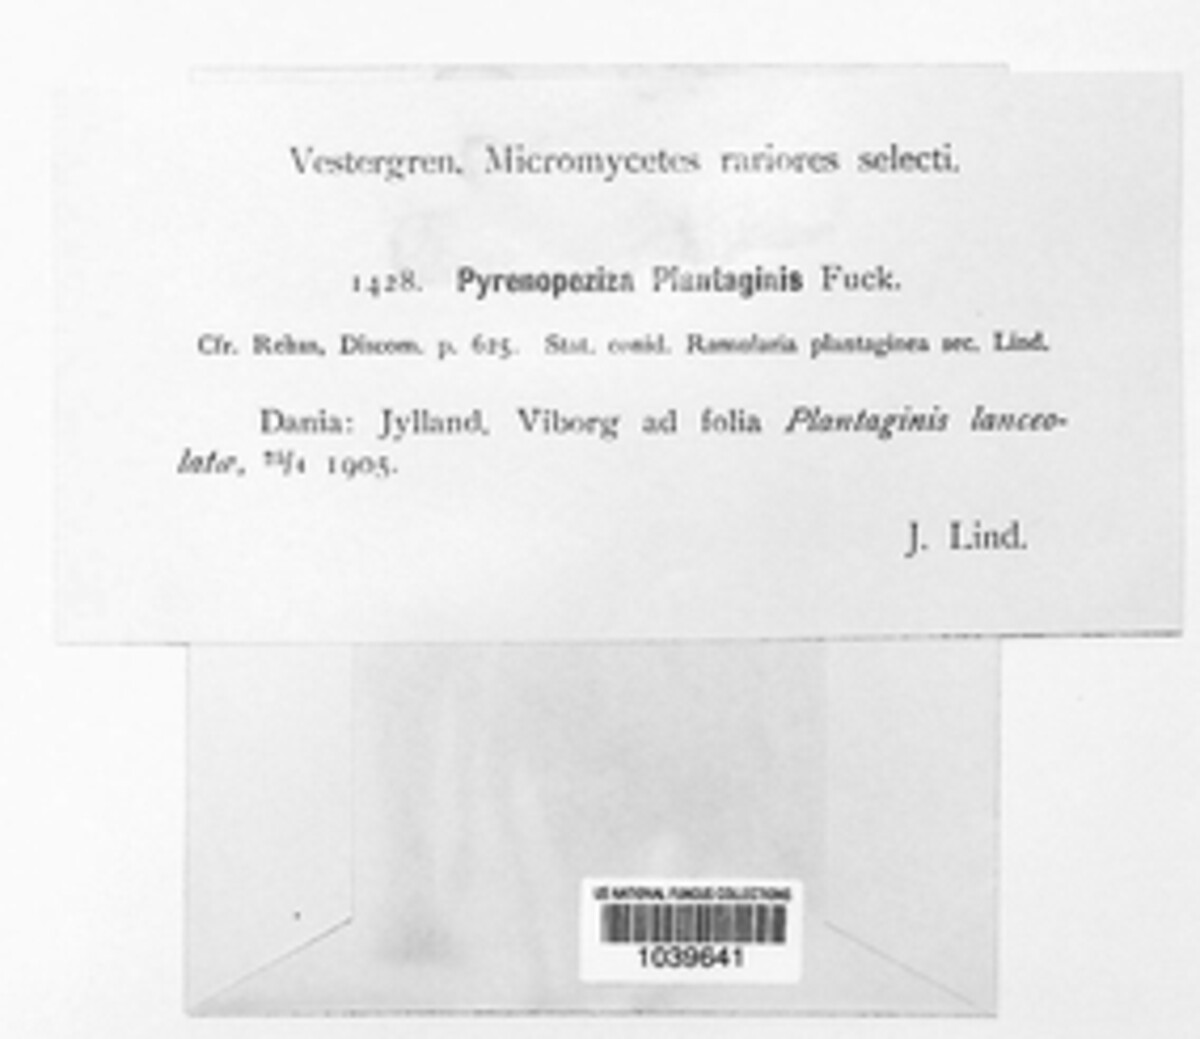 Vestergren, Micromycetes rariores selecti.
1428. Pyrenopeziza Plantaginis Fuck.
Cfr. Rehm, Discom. p. 615. Stat. conid. Ramularia plantaginea sec. Lind.
Dania: Jylland, Viborg ad folia Plantaginis lanceo-
latæ, /4 1905.
J. Lind.
US NATIONAL FUNGUS COLLECTIONS
1039641